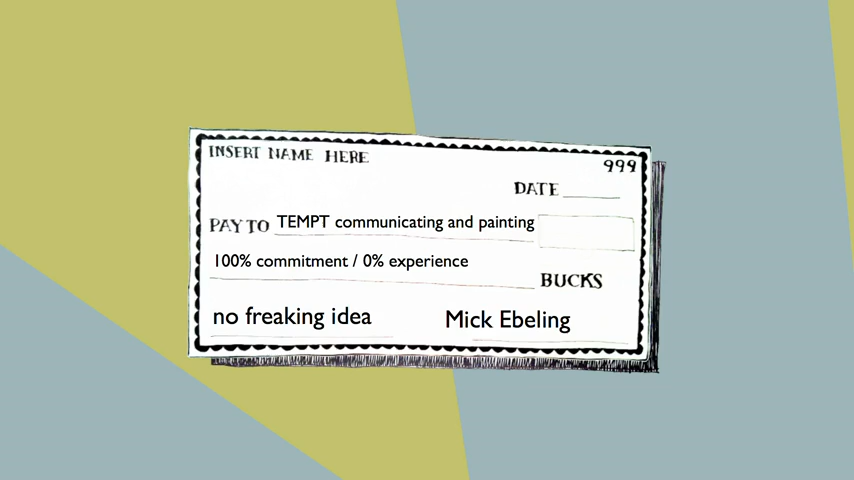 INSERT NAME HERE
999
DATE
PAY TO TEMPT communicating and painting
100% commitment / 0% experience
BUCKS
no freaking idea Mick Ebeling